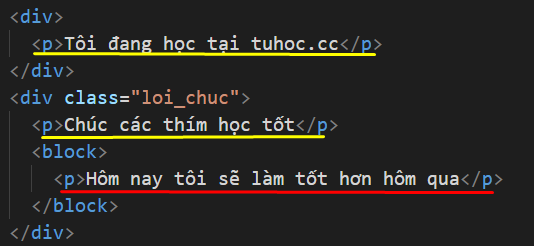 <div>
<p>Tôi đang học tại tuhoc.cc</p>
</div>
<div class="loi_chuc">
<p>Chúc các thím học tốt</p>
<block>
<p>Hôm nay tôi sẽ làm tốt hơn hôm qua</p>
</block>
</div>